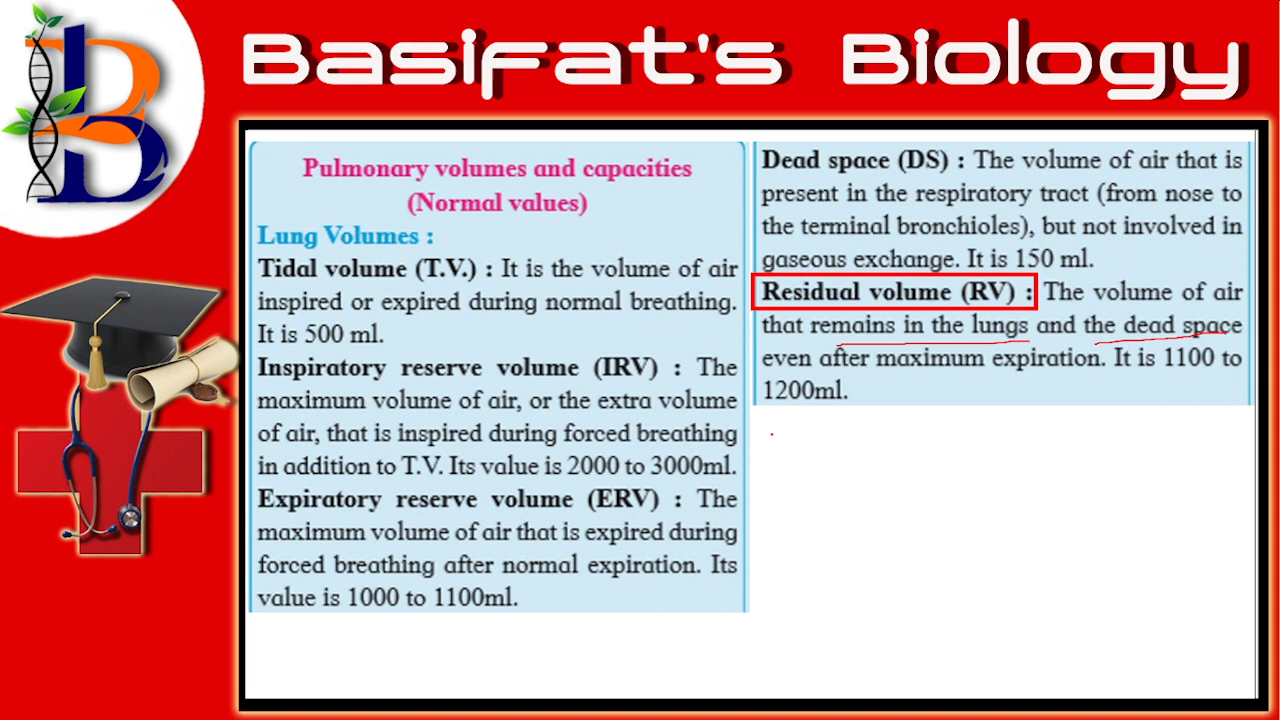 Basifat's Biology
Pulmonary volumes and capacities
(Normal values)
Lung Volumes :
Tidal volume (T.V.) : It is the volume of air
inspired or expired during normal breathing.
It is 500 ml.
Inspiratory reserve volume (IRV) : The
maximum volume of air, or the extra volume
of air, that is inspired during forced breathing
in addition to T.V. Its value is 2000 to 3000ml.
Expiratory reserve volume (ERV) : The
maximum volume of air that is expired during
forced breathing after normal expiration. Its
value is 1000 to 1100ml.
Dead space (DS) : The volume of air that is
present in the respiratory tract (from nose to
the terminal bronchioles), but not involved in
gaseous exchange. It is 150 ml.
Residual volume (RV) : The volume of air
that remains in the lungs and the dead space
even after maximum expiration. It is 1100 to
1200ml.